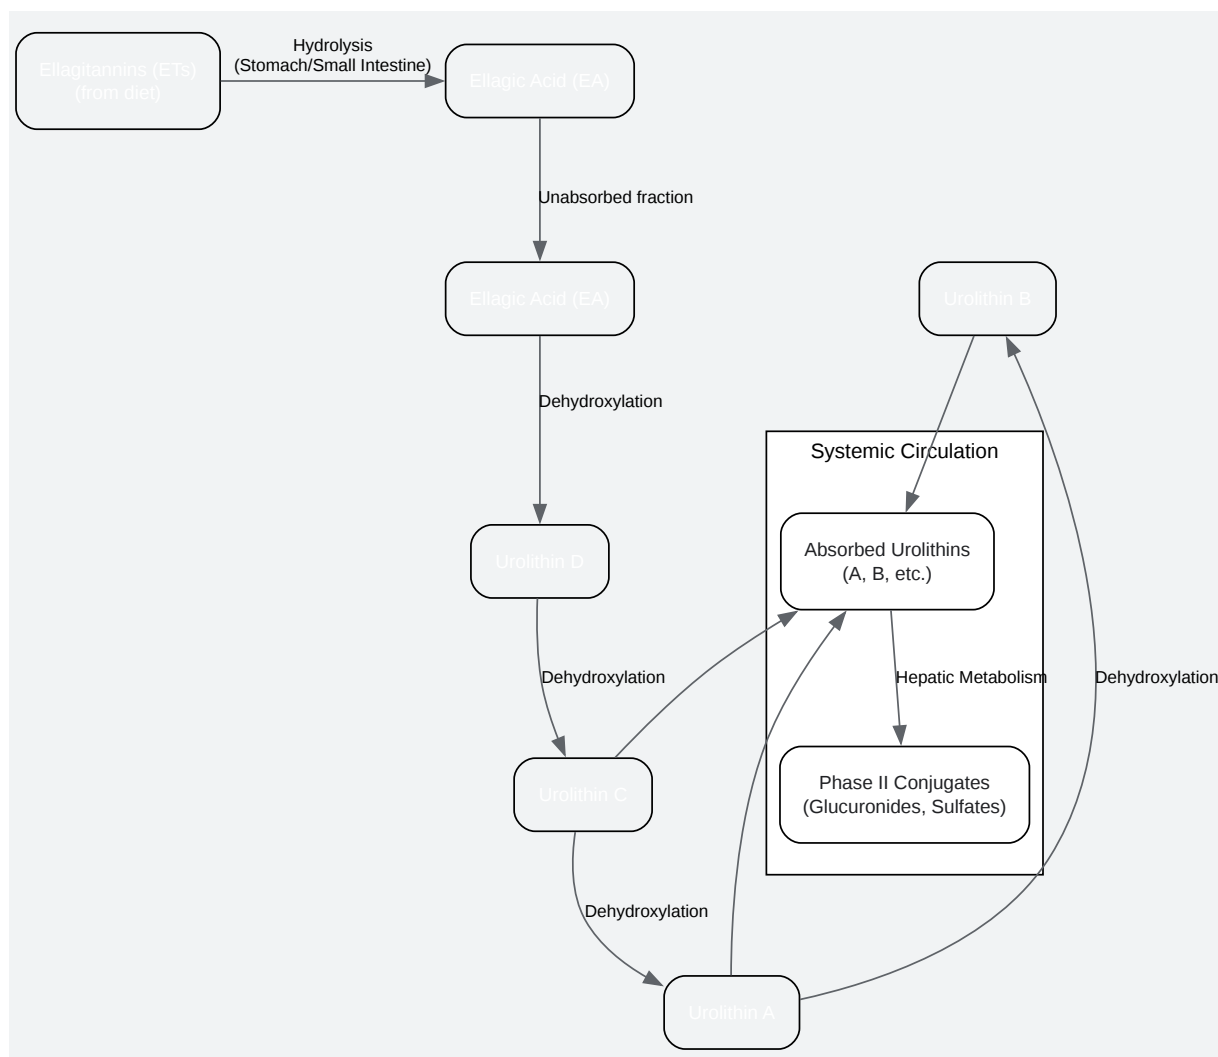 Ellagitannins (ETs)
(from diet)
Hydrolysis
(Stomach/Small Intestine)
Ellagic Acid (EA)
Unabsorbed fraction
Ellagic Acid (EA)
Urolithin B
Dehydroxylation
Systemic Circulation
Absorbed Urolithins
(A, B, etc.)
Urolithin D
Dehydroxylation
Hepatic Metabolism
Dehydroxylation
Urolithin C
Phase II Conjugates
(Glucuronides, Sulfates)
Dehydroxylation
Urolithin A